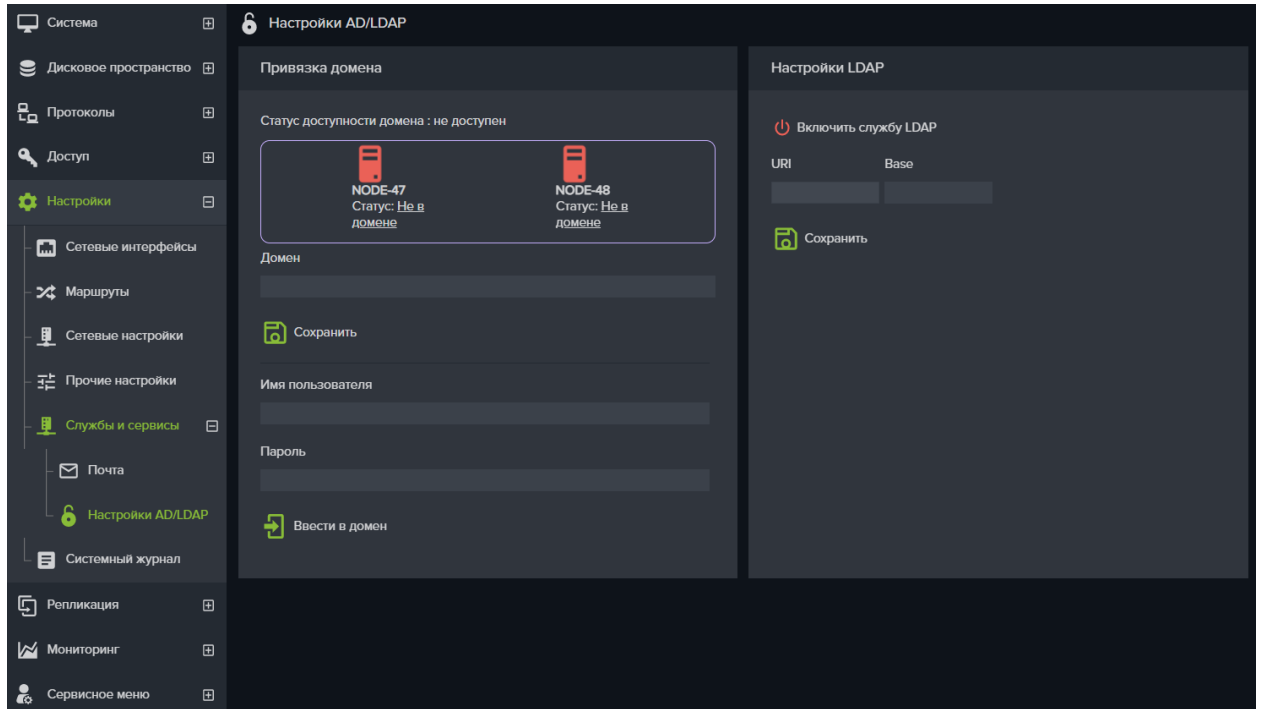 Система
Дисковое пространство
Протоколы
Доступ
Настройки
Сетевые интерфейсы
Маршруты
Сетевые настройки
Прочие настройки
Службы и сервисы
Почта
Настройки AD/LDAP
Системный журнал
Репликация
Мониторинг
Сервисное меню
Настройки AD/LDAP
Привязка домена
Статус доступности домена : не доступен
NODE-47
Статус: Не в
домене
NODE-48
Статус: Не в
домене
Домен
Сохранить
Имя пользователя
Пароль
Ввести в домен
Настройки LDAP
Включить службу LDAP
URI
Base
Сохранить